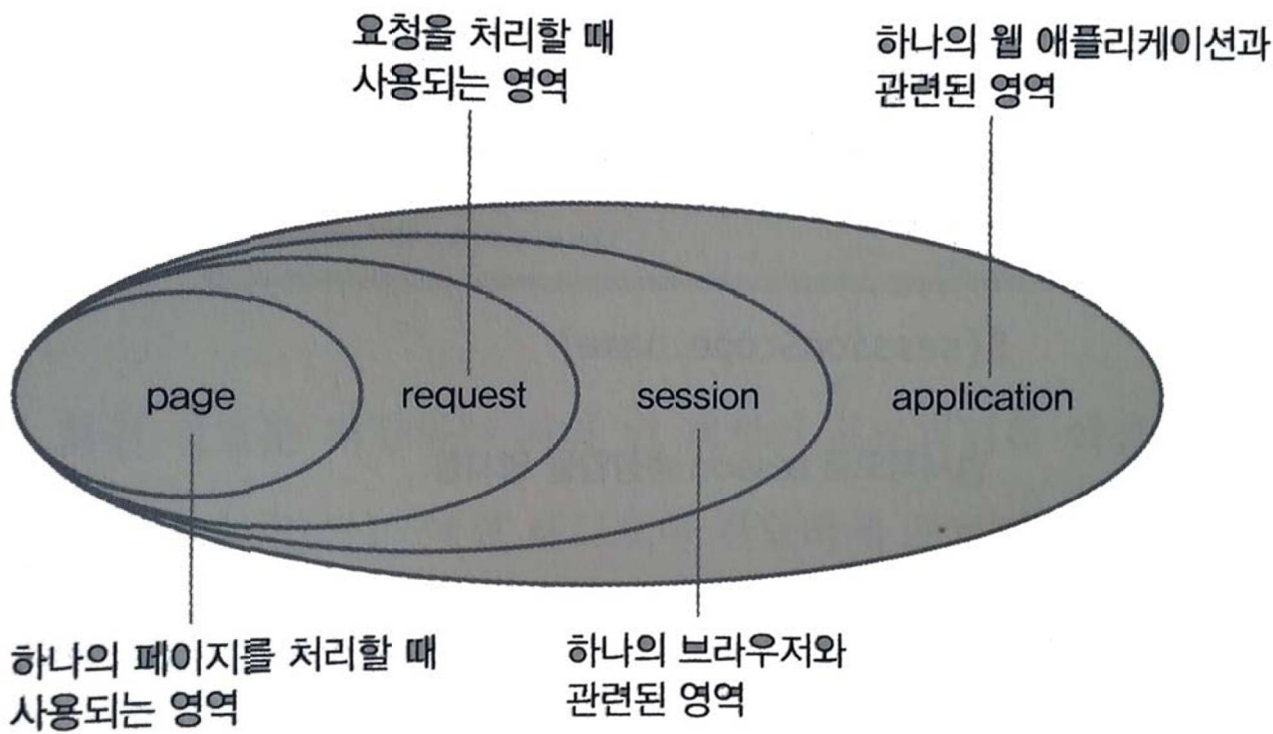 요청을 처리할 때
사용되는 영역
하나의 웹 애플리케이션과
관련된 영역
page
request
session
application
하나의 페이지를 처리할 때
사용되는 영역
하나의 브라우저와
관련된 영역